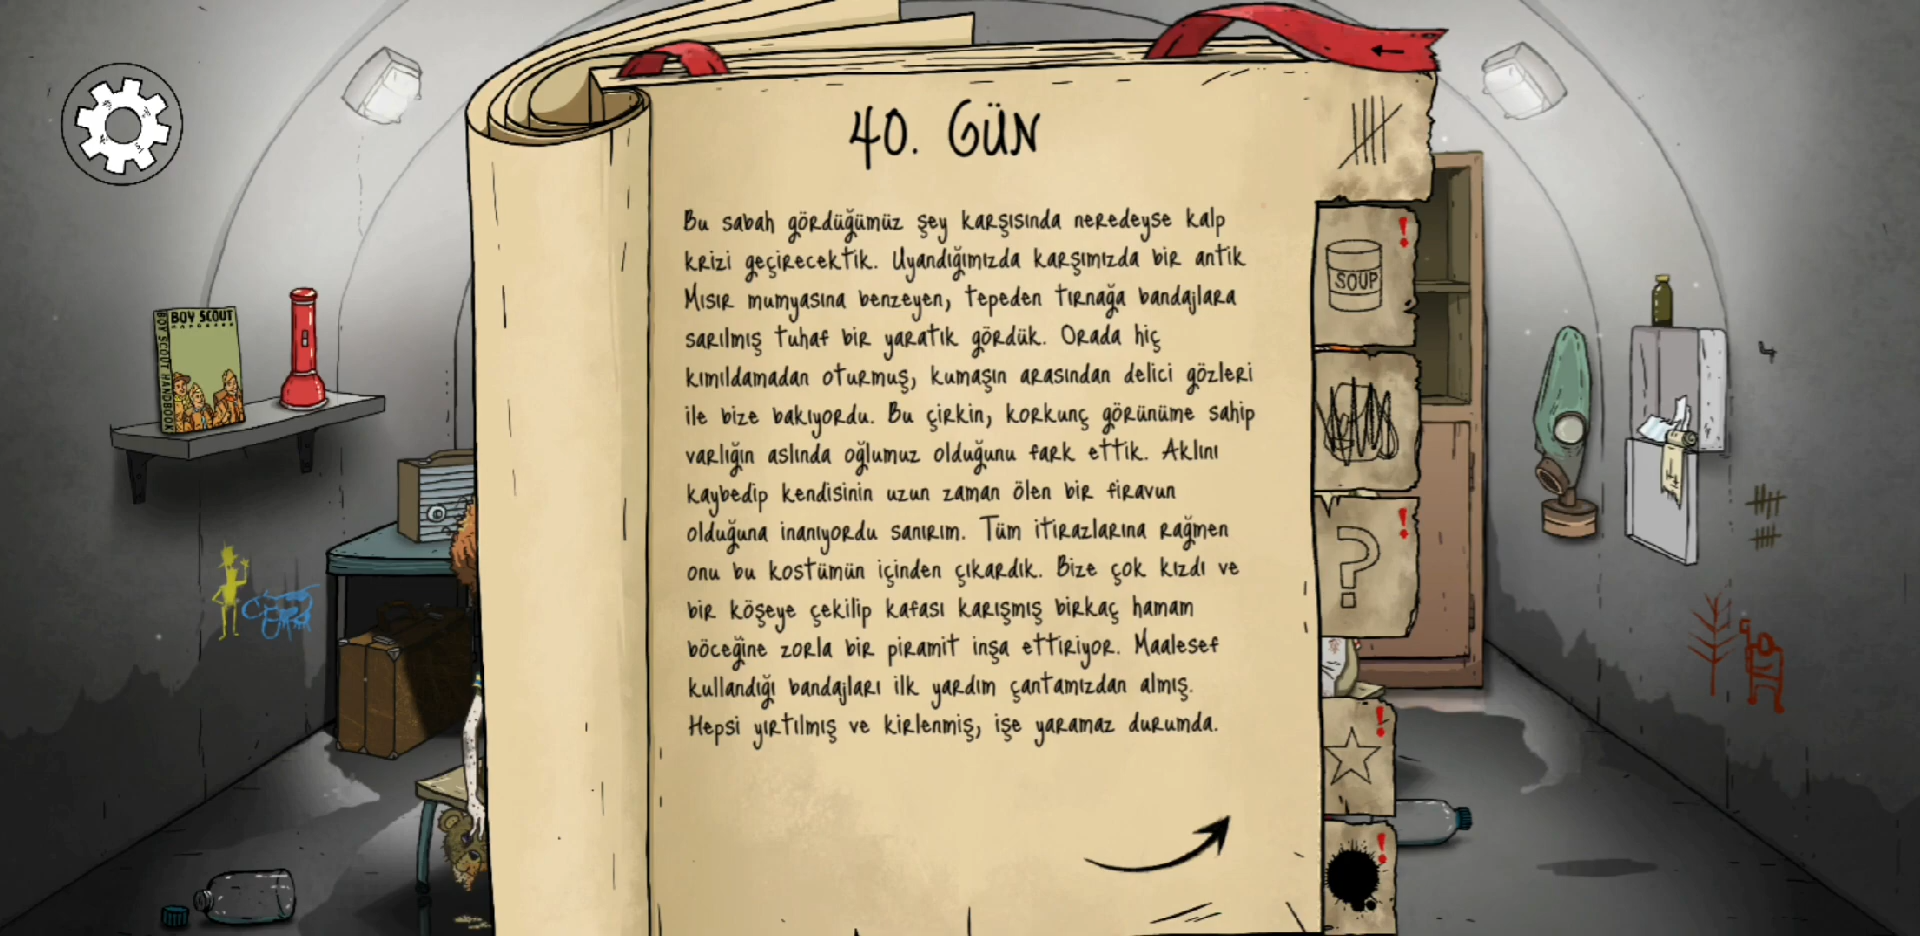 40. GÜN
Bu sabah gördüğümüz şey karşısında neredeyse kalp
krizi geçirecektik. Uyandığımızda karşımızda bir antik
Mısır mumyasına benzeyen, tepeden tırnağa bandajlara
sarılmış tuhaf bir yaratık gördük. Orada hiç
kımıldamadan oturmuş, kumaşın arasından delici gözleri
ile bize bakıyordu. Bu çirkin, korkunç görünüme sahip
varlığın aslında oğlumuz olduğunu fark ettik. Aklını
kaybedip kendisinin uzun zaman ölen bir firavun
olduğuna inanıyordu sanırım. Tüm itirazlarına rağmen
onu bu kostümün içinden çıkardık. Bize çok kızdı ve
bir köşeye çekilip kafası karışmış birkaç hamam
böceğine zorla bir piramit inşa ettiriyor. Maalesef
kullandığı bandajları ilk yardım çantamızdan almış.
Hepsi yırtılmış ve kirlenmiş, işe yaramaz durumda.
SOUP
?
BOY SCOUT
BOY SCOUT HANDBOOK